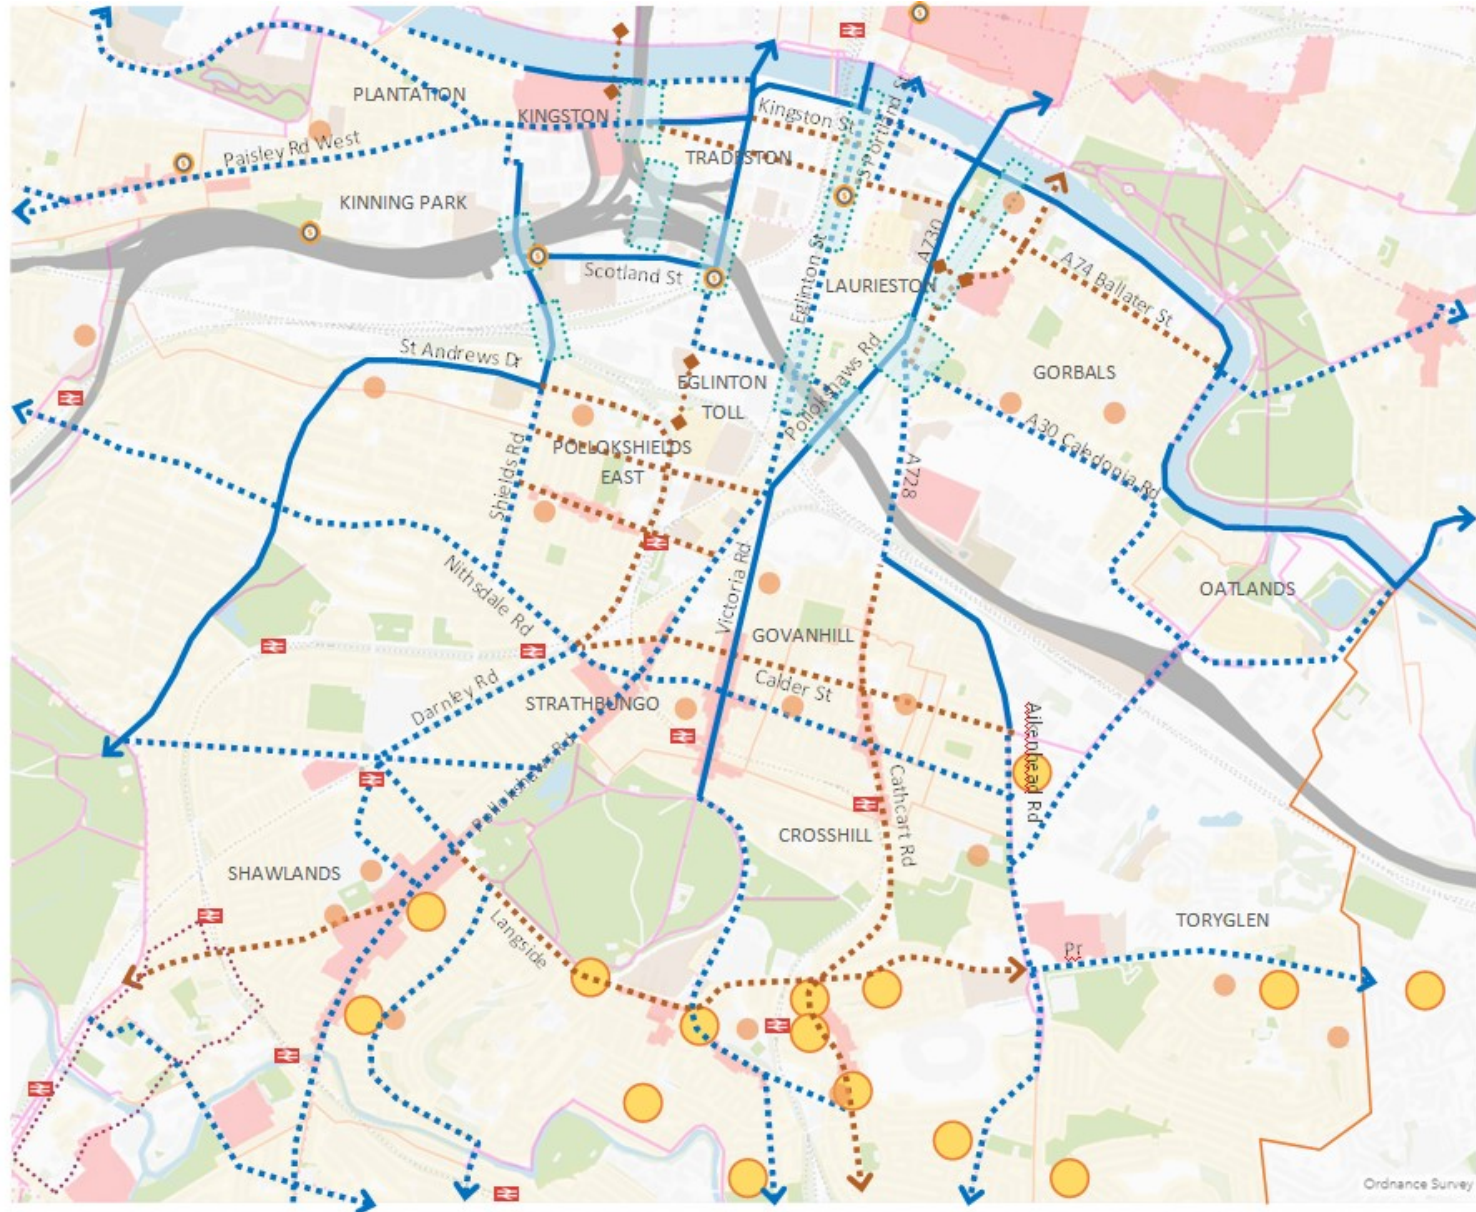 PLANTATION
KINGSTON
Kingston St
S Portland St
TRADESTON
Paisley Rd West
KINNING PARK
A730
Scotland St
Eglinton St
LAURIESTON
A74 Ballater St
St Andrews Dr
EGLINTON
TOLL
Pollokshaws Rd
GORBALS
A30 Caledonia Rd
POLLOKSHIELDS
EAST
Shields Rd
A728
Nithsdale Rd
Victoria Rd
OATLANDS
GOVANHILL
Darnley Rd
STRATHBUNGO
Calder St
Aikenhead Rd
Pollokshaws Rd
Cathcart Rd
CROSSHILL
SHAWLANDS
Langside
TORYGLEN
Pr
Ordnance Survey